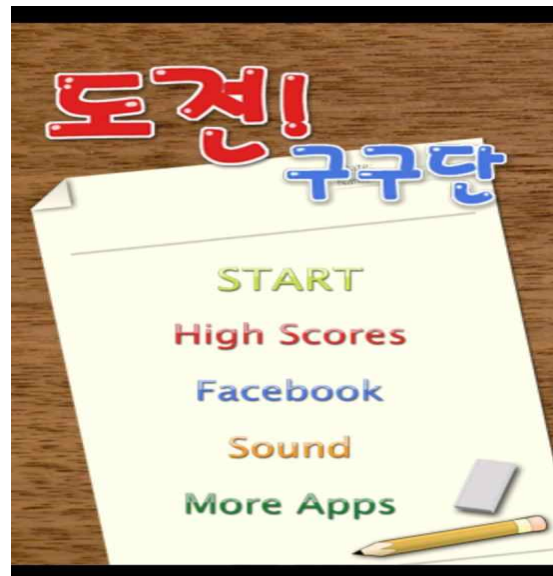 도전!
구구단
START
High Scores
Facebook
Sound
More Apps